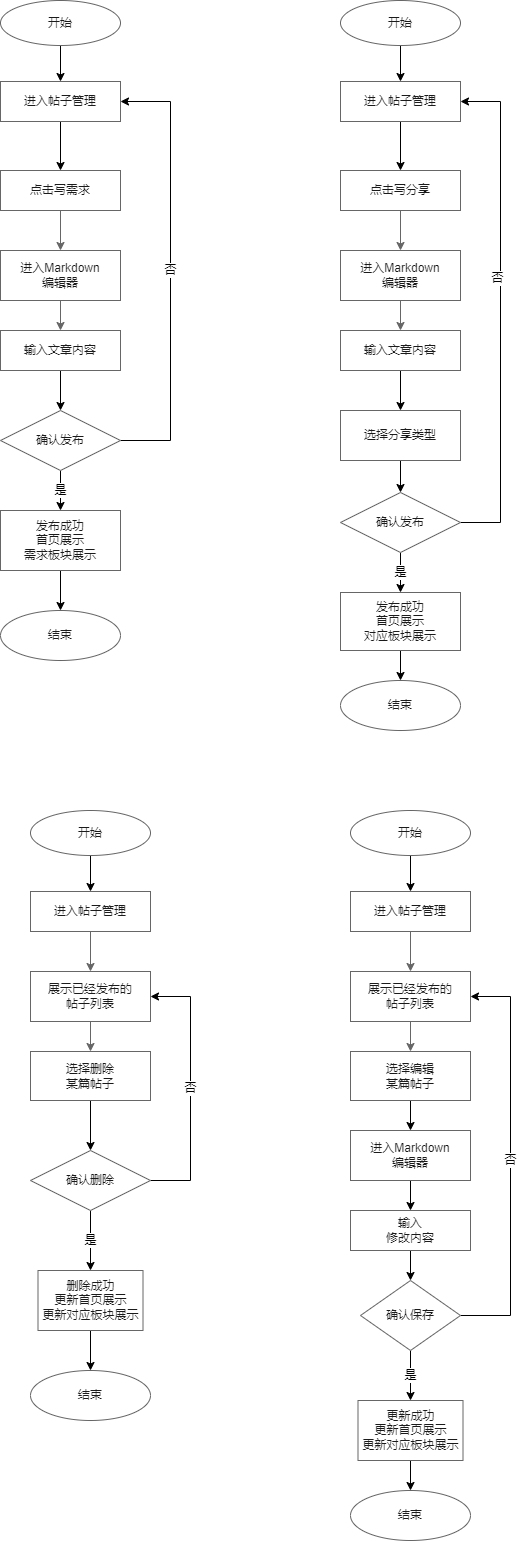 开始
进入帖子管理
点击写需求
进入Markdown
编辑器
输入文章内容
确认发布
否
是
发布成功
首页展示
需求板块展示
结束
开始
进入帖子管理
点击写分享
进入Markdown
编辑器
输入文章内容
选择分享类型
确认发布
否
是
发布成功
首页展示
对应板块展示
结束
开始
进入帖子管理
展示已经发布的
帖子列表
选择删除
某篇帖子
确认删除
否
是
删除成功
更新首页展示
更新对应板块展示
结束
开始
进入帖子管理
展示已经发布的
帖子列表
选择编辑
某篇帖子
进入Markdown
编辑器
输入
修改内容
确认保存
否
是
更新成功
更新首页展示
更新对应板块展示
结束